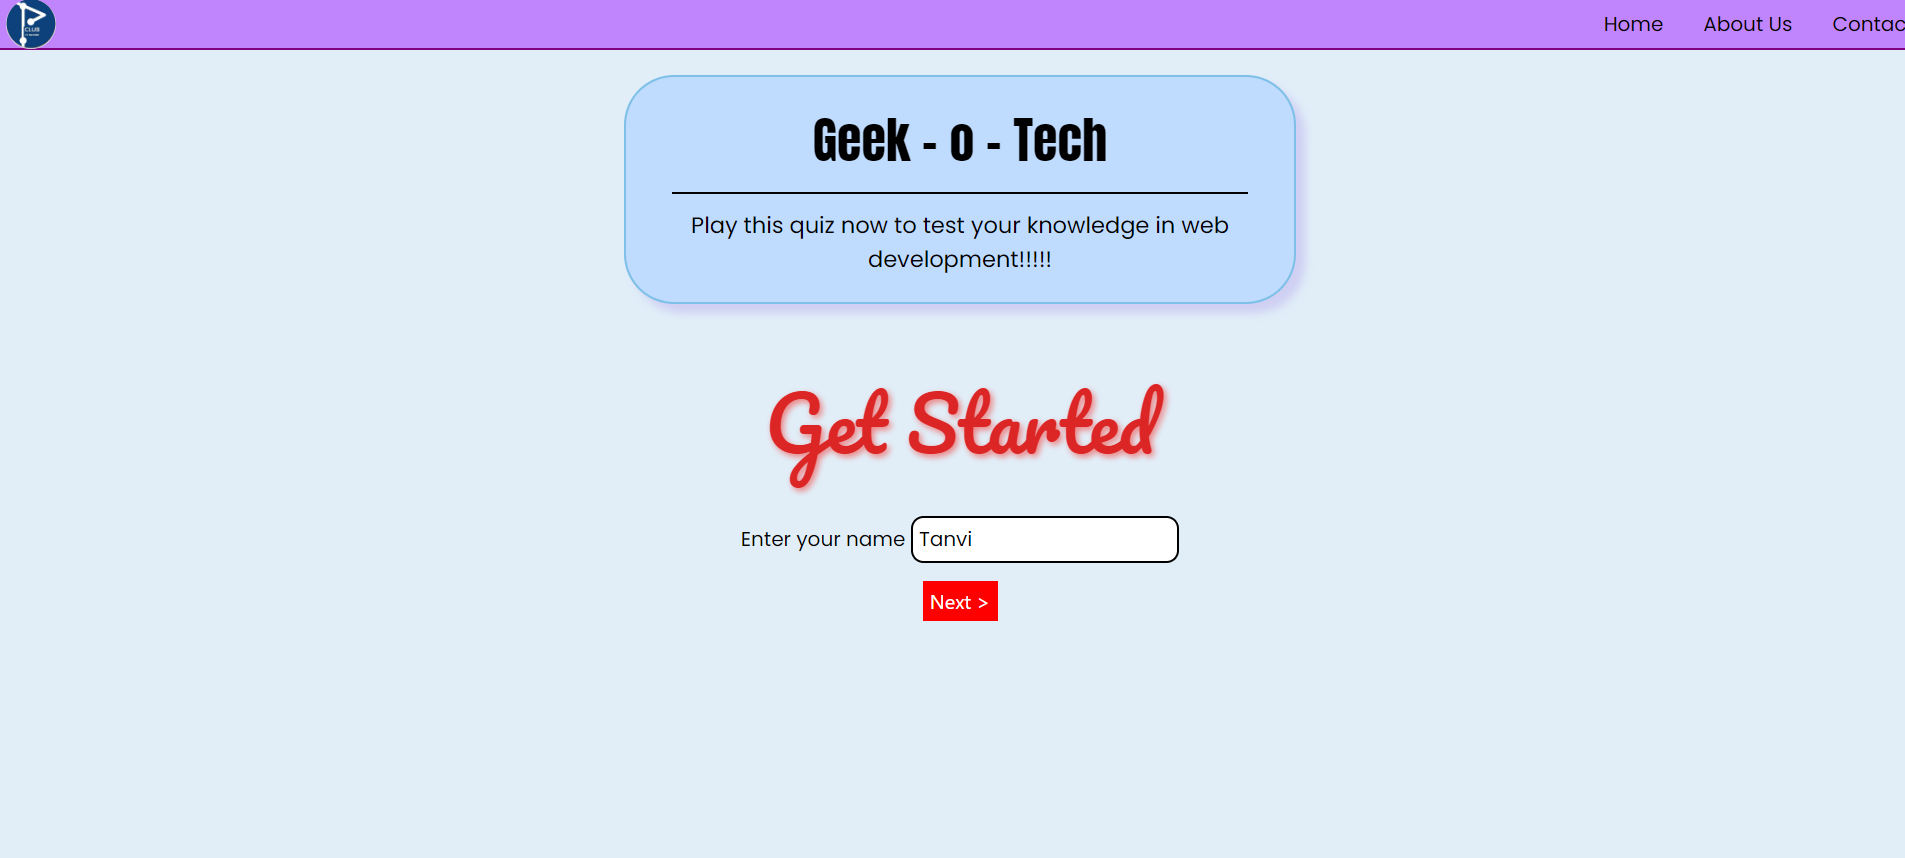 CLUB
Home About Us Contac
Geek - o - Tech
Play this quiz now to test your knowledge in web
development!!!!!
Get Started
Enter your name Tanvi
Next >